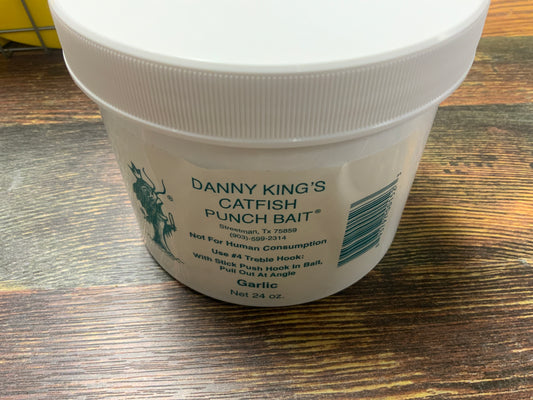 DANNY KING'S
CATFISH
PUNCH BAIT®
Streetman, Tx 75859
(903)-599-2314
Not For Human Consumption
Use #4 Treble Hook:
With Stick Push Hook In Bait,
Pull Out At Angle
Garlic
Net 24 oz.
®